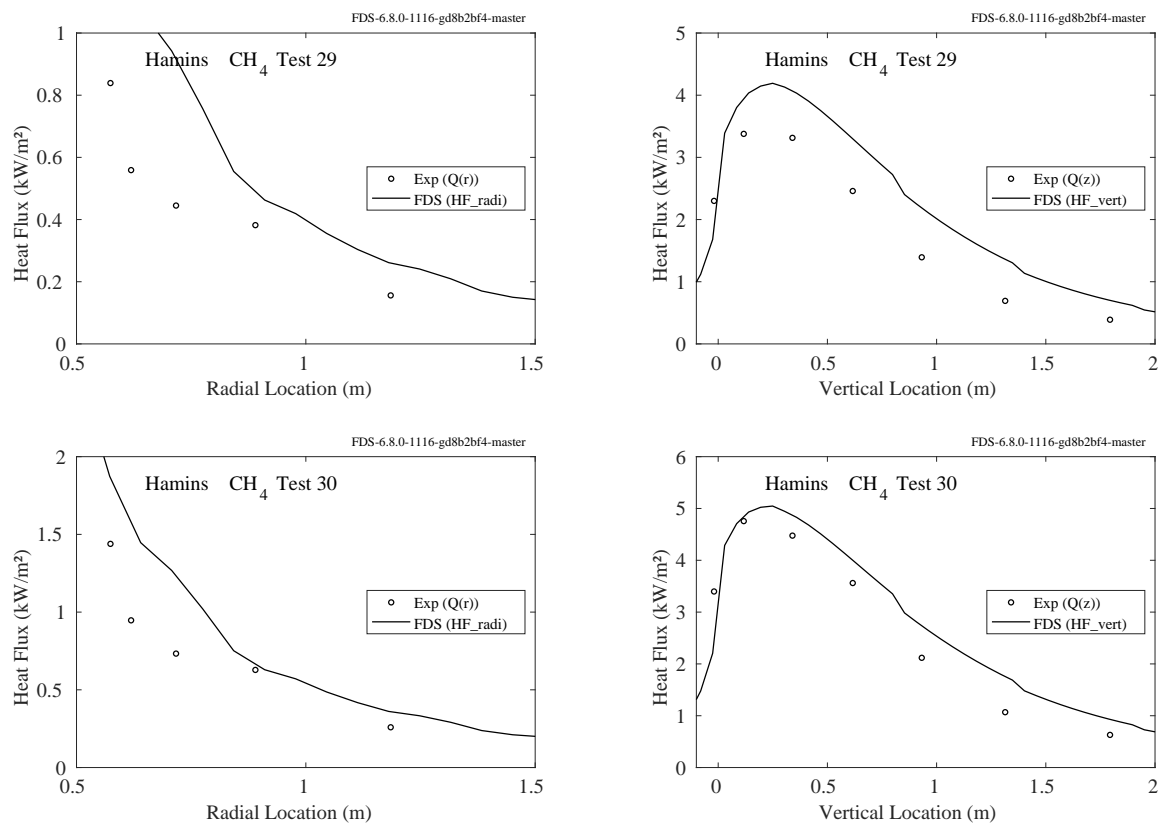 FDS-6.8.0-1116-gd8b2bf4-master
Hamins CH4 Test 29
1
0.8
0.6
0.4
0.2
0
Heat Flux (kW/m²)
Exp (Q(r))
FDS (HF_radi)
0.5 1 1.5
Radial Location (m)
FDS-6.8.0-1116-gd8b2bf4-master
Hamins CH4 Test 29
5
4
3
2
1
0
Heat Flux (kW/m²)
Exp (Q(z))
FDS (HF_vert)
0 0.5 1 1.5 2
Vertical Location (m)
FDS-6.8.0-1116-gd8b2bf4-master
Hamins CH4 Test 30
2
1.5
1
0.5
0
Heat Flux (kW/m²)
Exp (Q(r))
FDS (HF_radi)
0.5 1 1.5
Radial Location (m)
FDS-6.8.0-1116-gd8b2bf4-master
Hamins CH4 Test 30
6
5
4
3
2
1
0
Heat Flux (kW/m²)
Exp (Q(z))
FDS (HF_vert)
0 0.5 1 1.5 2
Vertical Location (m)